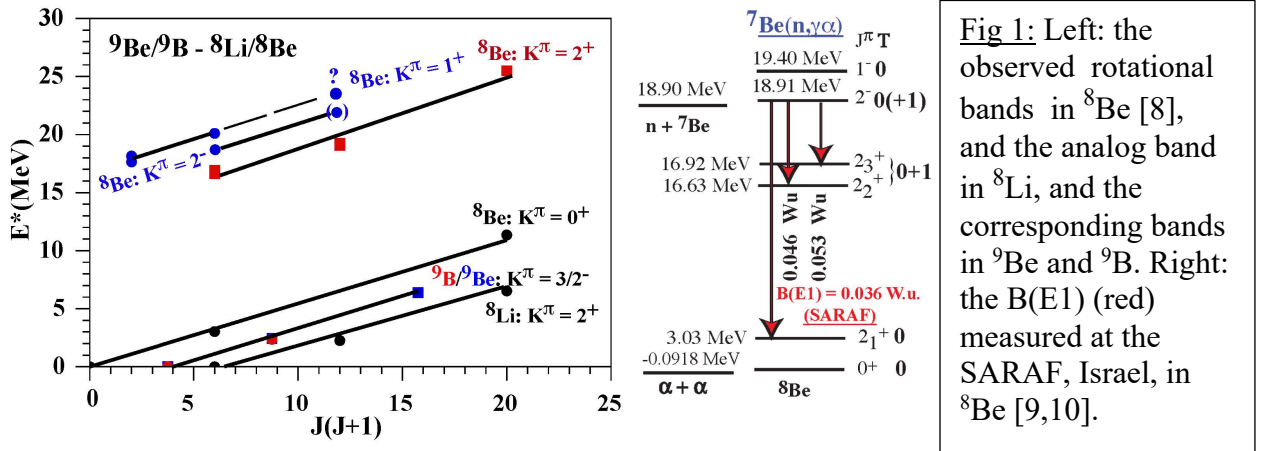 ⁹Be/⁹B - ⁸Li/⁸Be
⁸Be: Kπ = 2⁺
? ⁸Be: Kπ = 1⁺
( )
⁸Be: Kπ = 2⁻
⁸Be: Kπ = 0⁺
⁹B/⁹Be: Kπ = 3/2⁻
⁸Li: Kπ = 2⁺
E*(MeV)
30
25
20
15
10
5
0
0 5 10 15 20 25
J(J+1)
⁷Be(n,γα)
Jπ T
19.40 MeV 1⁻ 0
18.90 MeV 18.91 MeV 2⁻ 0(+1)
n + ⁷Be
16.92 MeV 2₃⁺ }0+1
16.63 MeV 2₂⁺
0.046 Wu
0.053 Wu
B(E1) = 0.036 W.u.
(SARAF)
3.03 MeV 2₁⁺ 0
-0.0918 MeV 0+ 0
α + α ⁸Be
Fig 1: Left: the
observed rotational
bands in ⁸Be [8],
and the analog band
in ⁸Li, and the
corresponding bands
in ⁹Be and ⁹B. Right:
the B(E1) (red)
measured at the
SARAF, Israel, in
⁸Be [9,10].